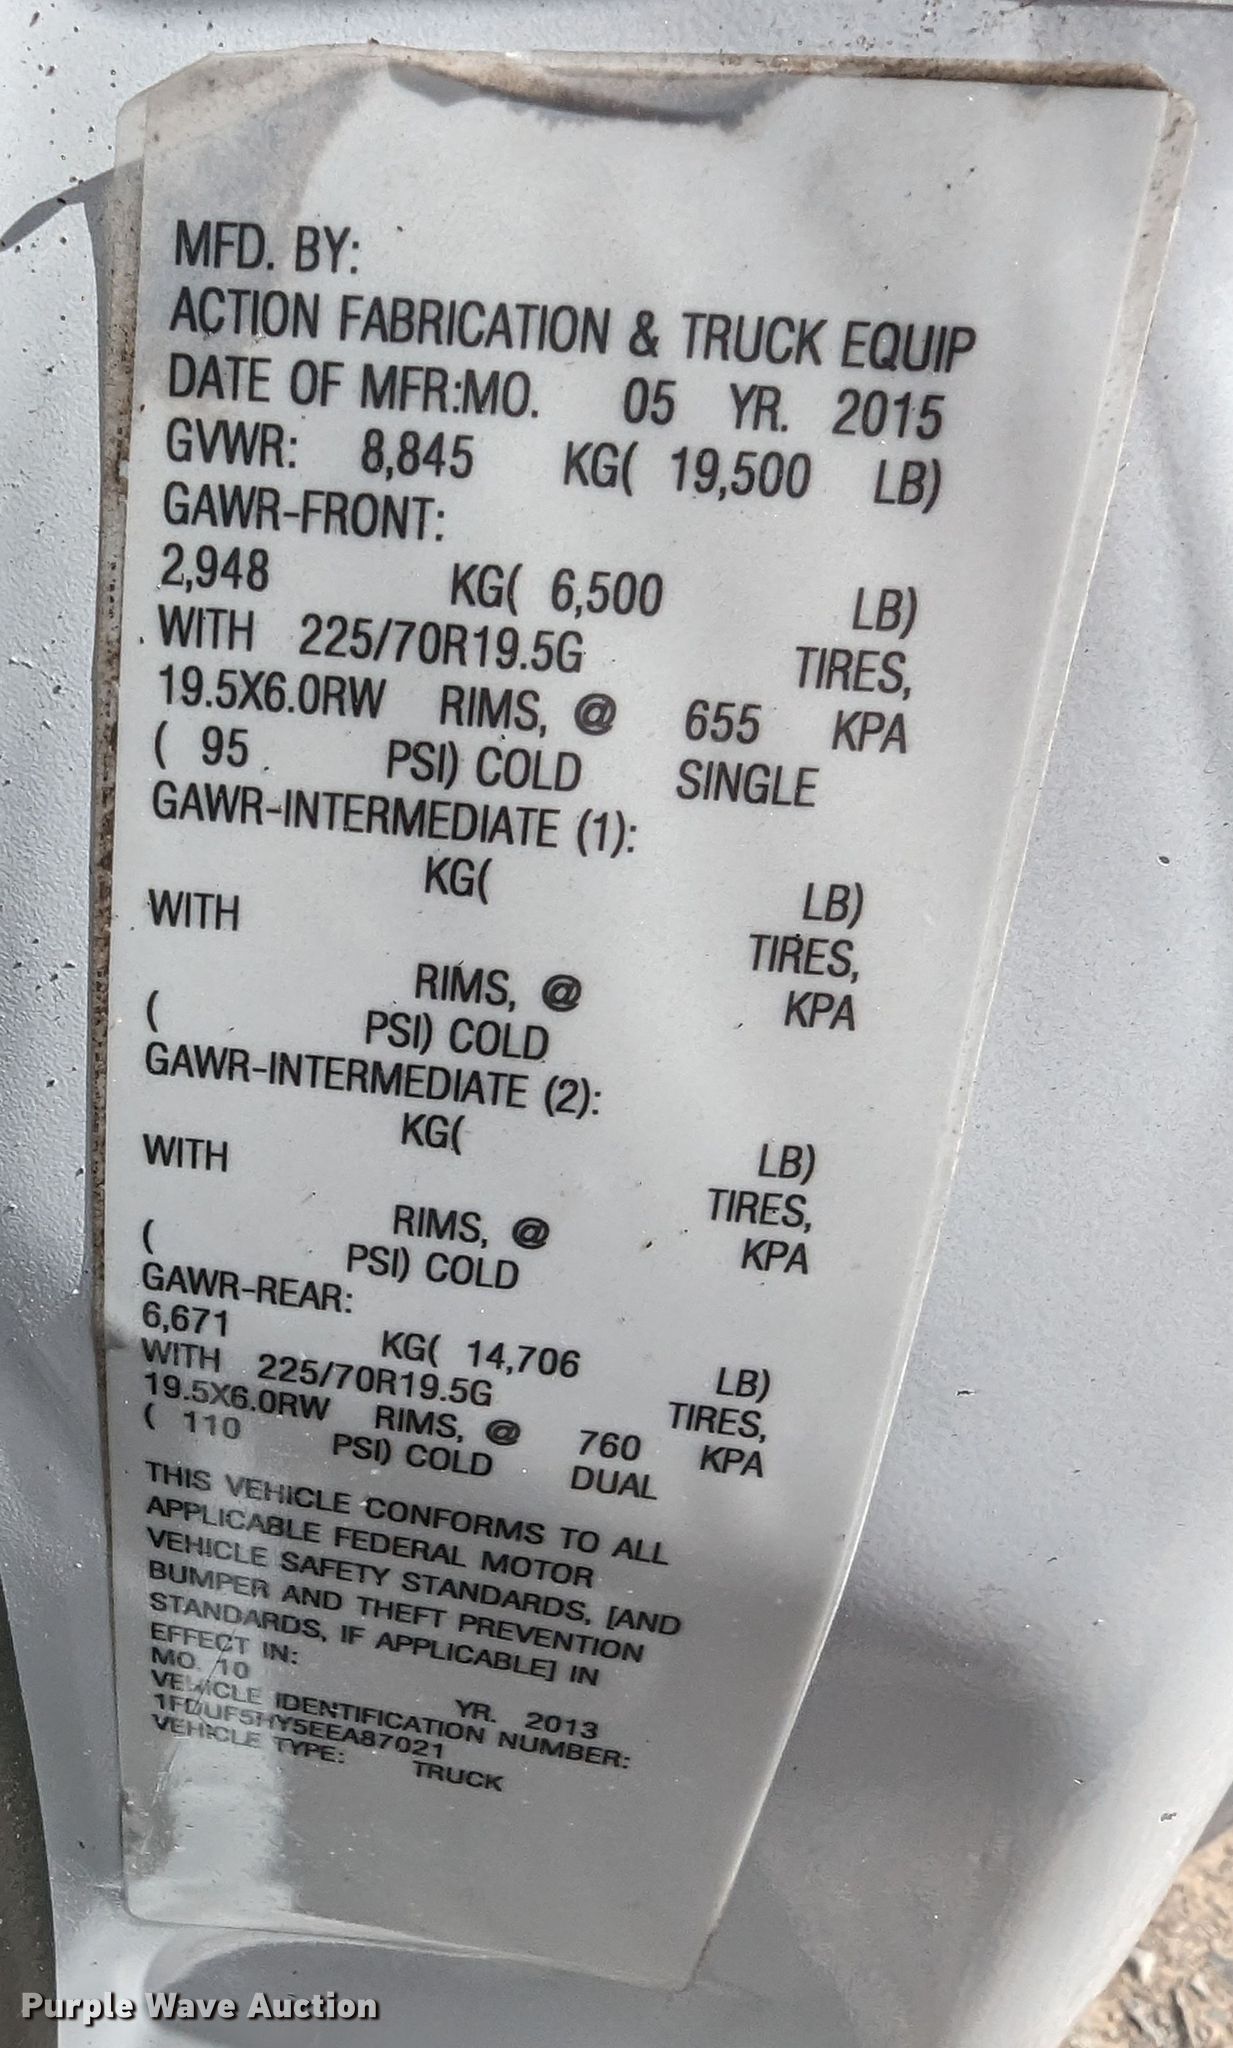 MFD. BY:
ACTION FABRICATION & TRUCK EQUIP
DATE OF MFR:MO. 05 YR. 2015
GVWR: 8,845 KG( 19,500 LB)
GAWR-FRONT:
2,948 KG( 6,500 LB)
WITH 225/70R19.5G TIRES,
19.5X6.0RW RIMS, @ 655 KPA
( 95 PSI) COLD SINGLE
GAWR-INTERMEDIATE (1):
KG( LB)
WITH TIRES,
RIMS, @ KPA
( PSI) COLD
GAWR-INTERMEDIATE (2):
KG( LB)
WITH TIRES,
RIMS, @ KPA
( PSI) COLD
GAWR-REAR:
6,671 KG( 14,706 LB)
WITH 225/70R19.5G TIRES,
19.5X6.0RW RIMS, @ 760 KPA
( 110 PSI) COLD DUAL
THIS VEHICLE CONFORMS TO ALL
APPLICABLE FEDERAL MOTOR
VEHICLE SAFETY STANDARDS, [AND
BUMPER AND THEFT PREVENTION
STANDARDS, IF APPLICABLE] IN
EFFECT IN:
MO. 10 YR. 2013
VEHICLE IDENTIFICATION NUMBER:
1FDUF5HY5EEA87021
VEHICLE TYPE: TRUCK
Purple Wave Auction